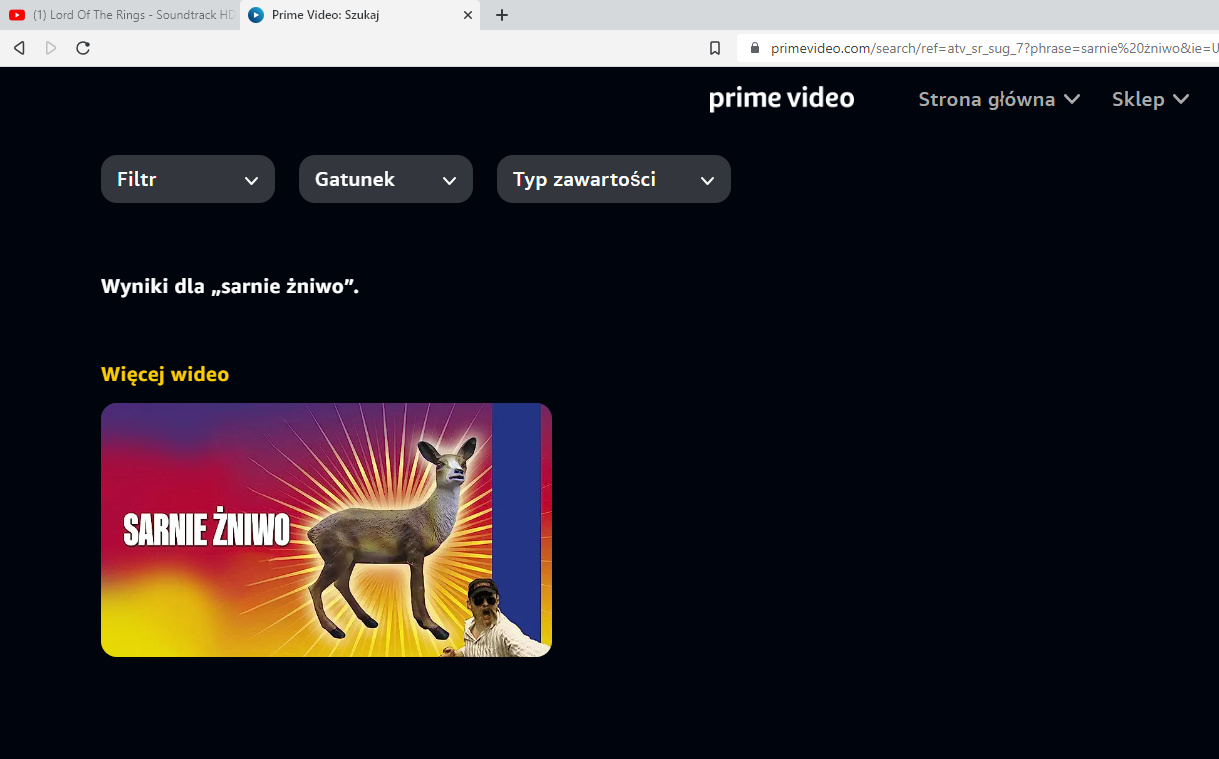 (1) Lord Of The Rings - Soundtrack HD
Prime Video: Szukaj
primevideo.com/search/ref=atv_sr_sug_7?phrase=sarnie%20żniwo&ie=U
prime video
Strona główna
Sklep
Filtr
Gatunek
Typ zawartości
Wyniki dla „sarnie żniwo”.
Więcej wideo
SARNIE ŻNIWO